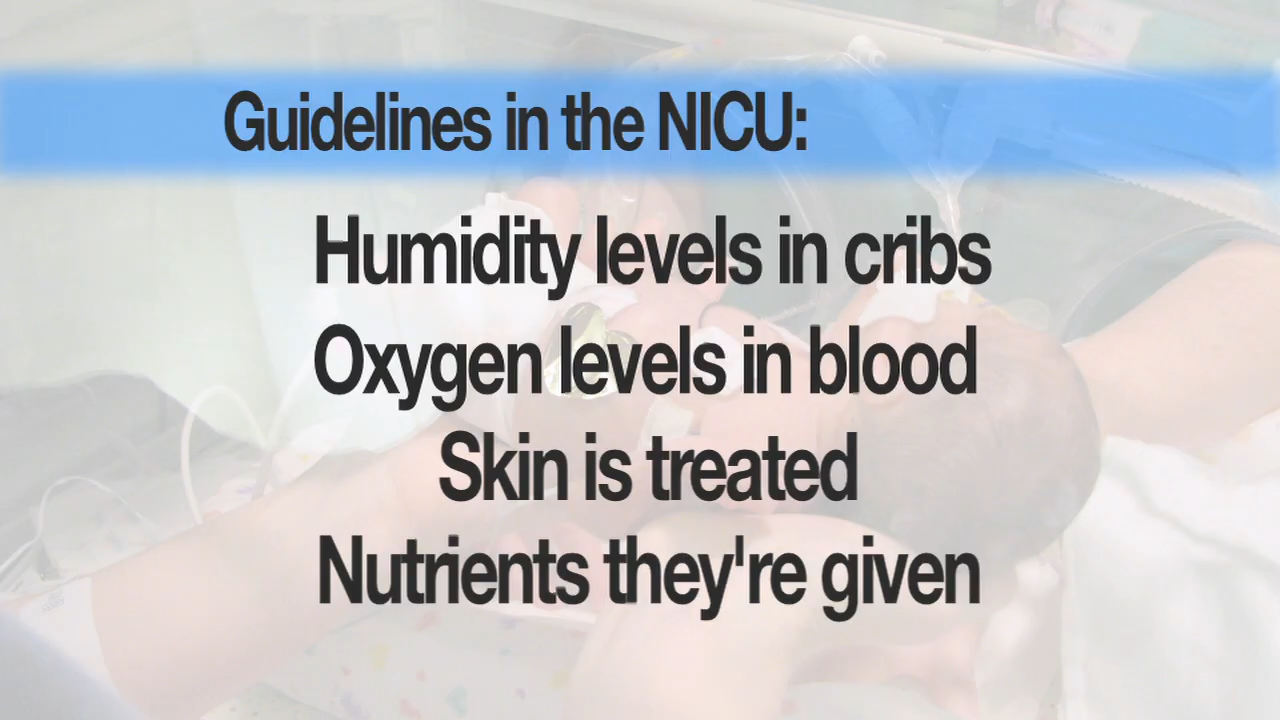 Guidelines in the NICU:
Humidity levels in cribs
Oxygen levels in blood
Skin is treated
Nutrients they're given